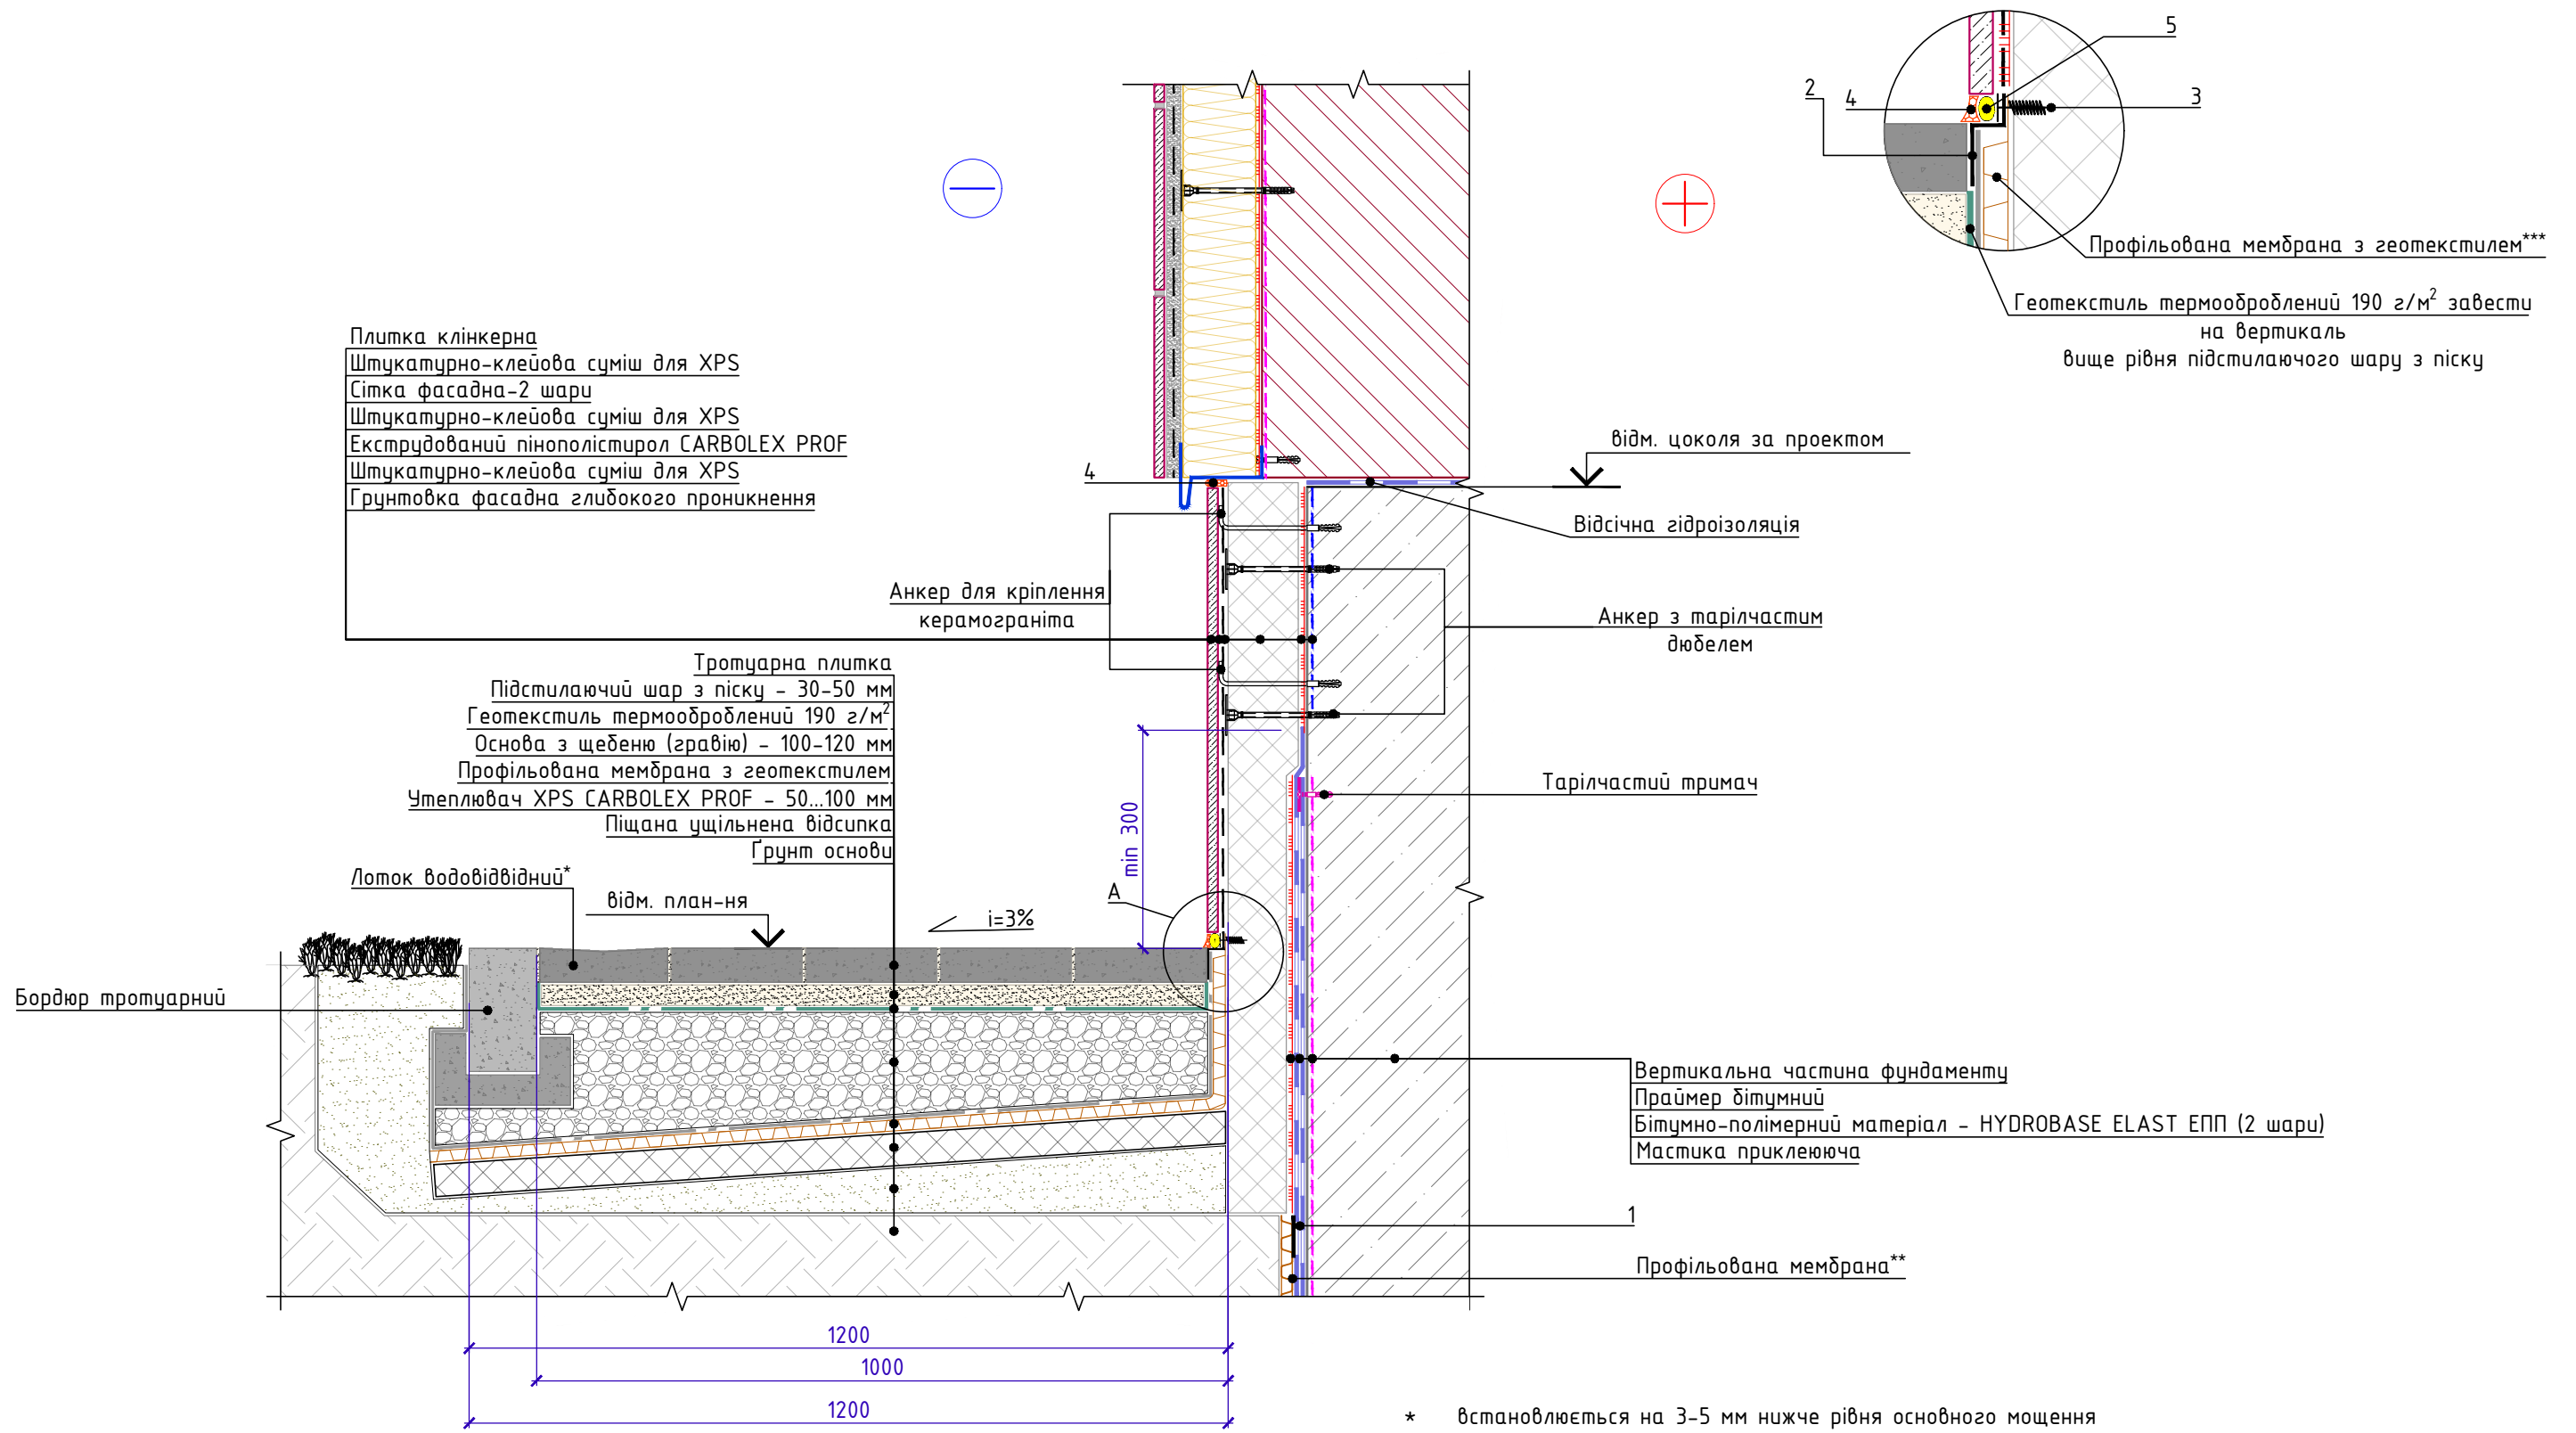 5
2
4
3
Профільована мембрана з геотекстилем***
Геотекстиль термооброблений 190 г/м² завести
на вертикаль
вище рівня підстилаючого шару з піску
Плитка клінкерна
Штукатурно-клейова суміш для XPS
Сітка фасадна-2 шари
Штукатурно-клейова суміш для XPS
Екструдований пінополістирол CARBOLEX PROF
Штукатурно-клейова суміш для XPS
Грунтовка фасадна глибокого проникнення
відм. цоколя за проектом
4
Відсічна гідроізоляція
Анкер для кріплення
керамограніта
Анкер з тарілчастим
дюбелем
Тротуарна плитка
Підстилаючий шар з піску - 30-50 мм
Геотекстиль термооброблений 190 г/м²
Основа з щебеню (гравію) - 100-120 мм
Профільована мембрана з геотекстилем
Утеплювач XPS CARBOLEX PROF - 50...100 мм
Піщана ущільнена відсипка
Ґрунт основи
Тарілчастий тримач
min 300
Лоток водовідвідний*
відм. план-ня
i=3%
А
Бордюр тротуарний
Вертикальна частина фундаменту
Праймер бітумний
Бітумно-полімерний матеріал - HYDROBASE ELAST ЕПП (2 шари)
Мастика приклеююча
1
Профільована мембрана**
1200
1000
1200
* встановлюється на 3-5 мм нижче рівня основного мощення